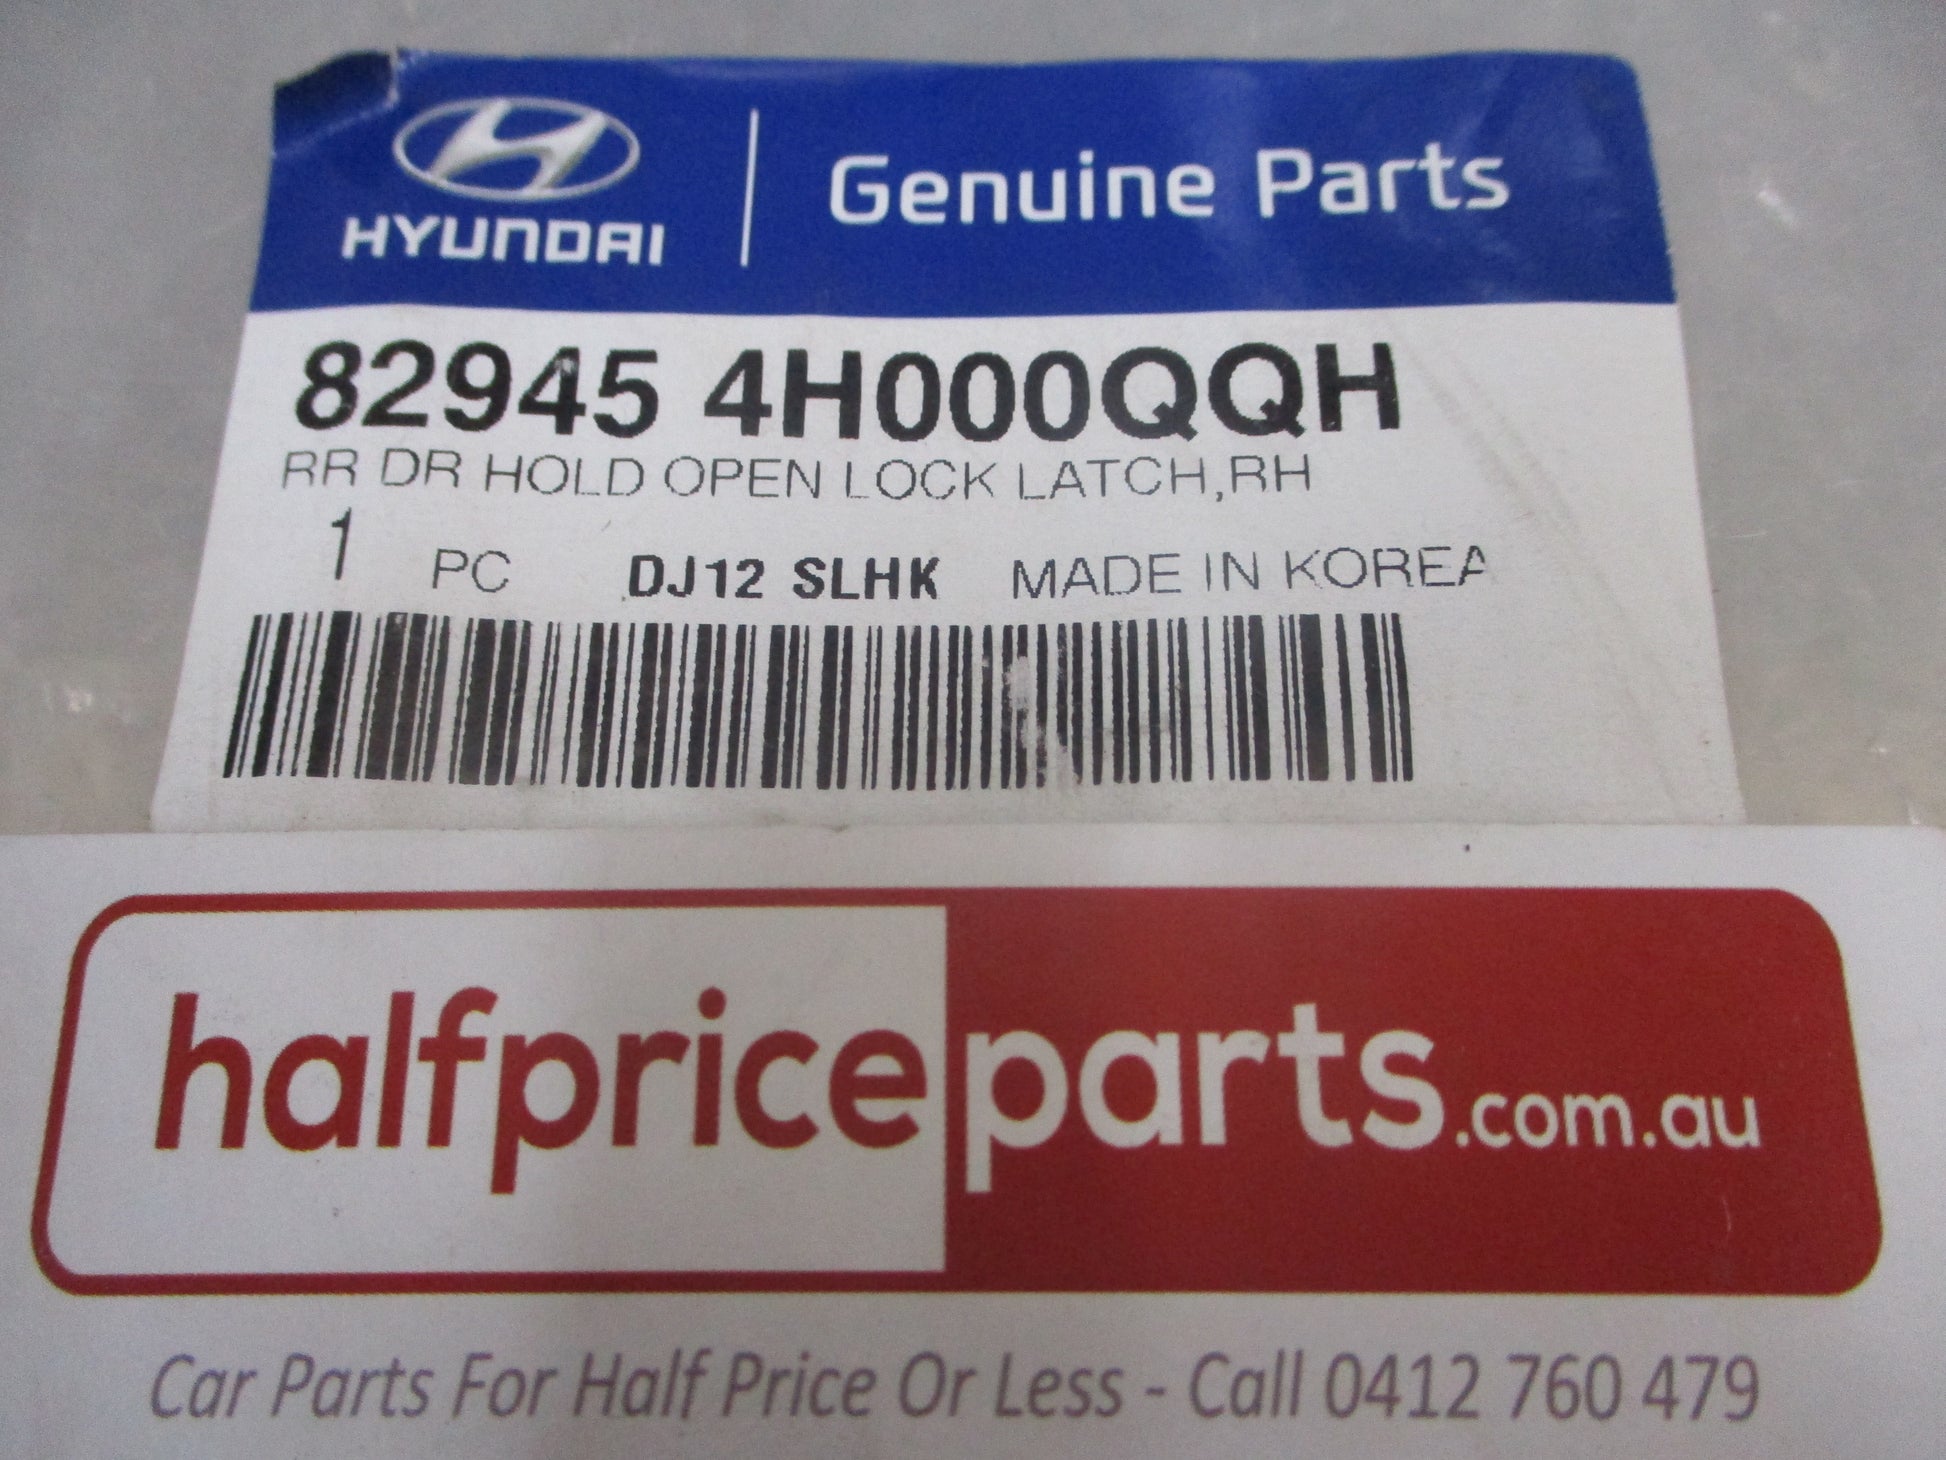 HYUNDAI
Genuine Parts
82945 4H000QQH
RR DR HOLD OPEN LOCK LATCH,RH
1 PC DJ12 SLHK MADE IN KOREA
halfpriceparts.com.au
Car Parts For Half Price Or Less - Call 0412 760 479